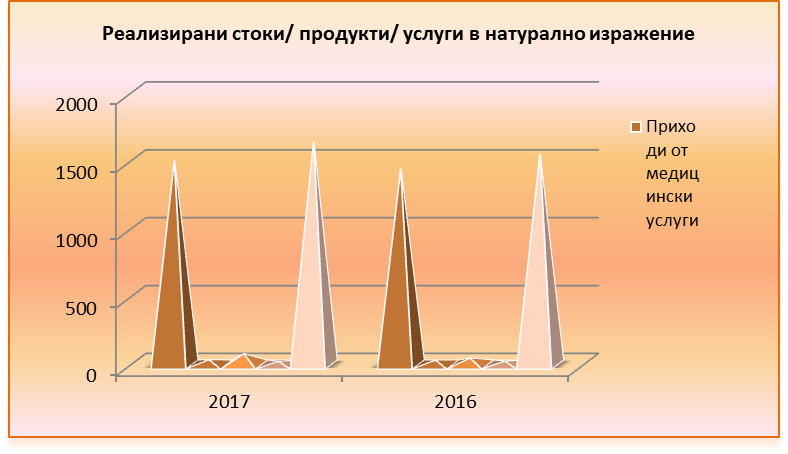 Реализирани стоки/ продукти/ услуги в натурално изражение
2000
1500
1000
500
0
2017
2016
Прихо
ди от
медиц
ински
услуги